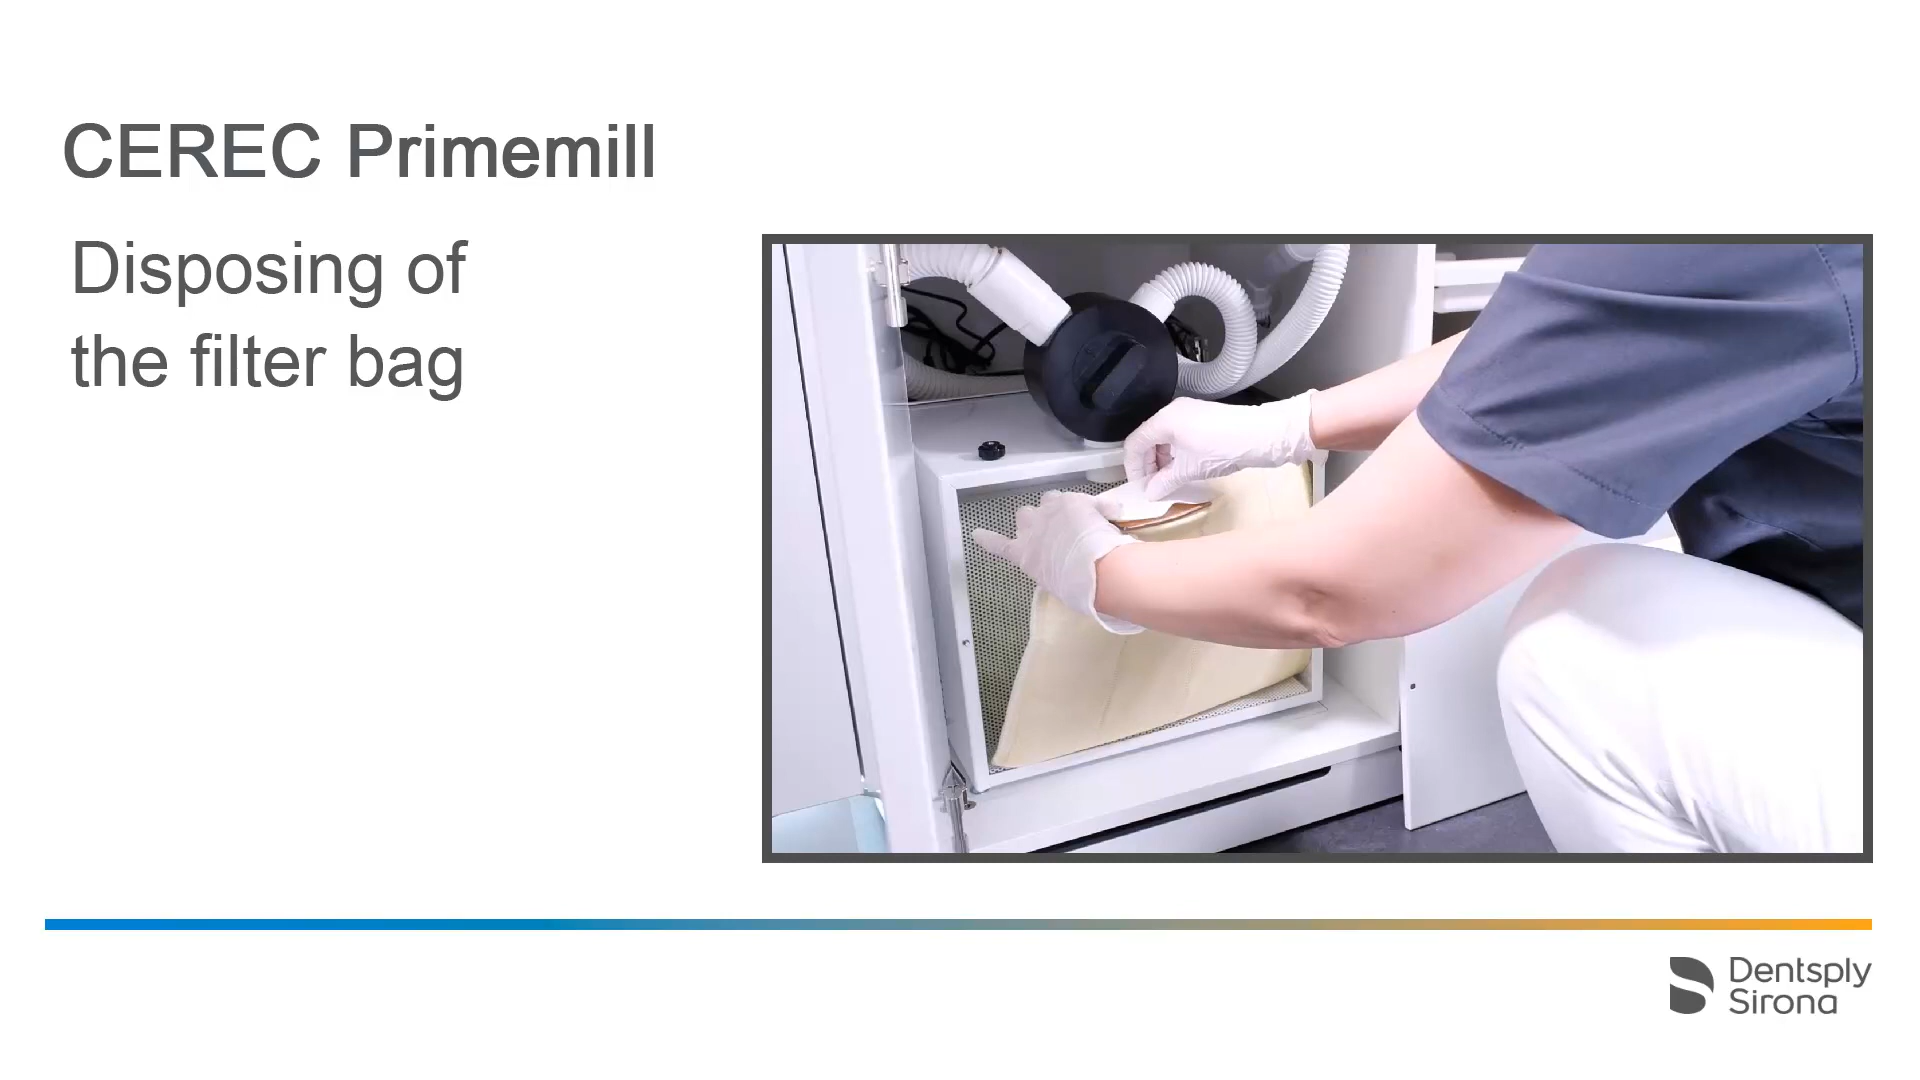 CEREC Primemill
Disposing of
the filter bag
Dentsply
Sirona